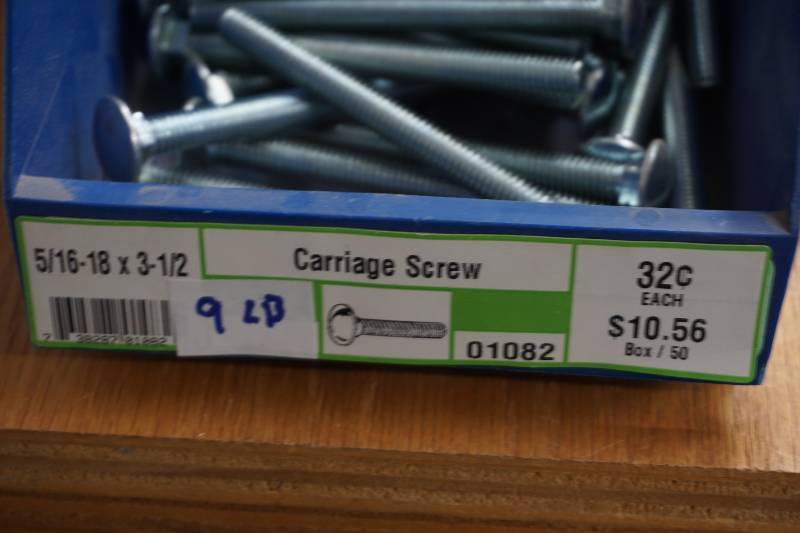 5/16-18 x 3-1/2
Carriage Screw
32¢
EACH
$10.56
Box / 50
9 LB
01082